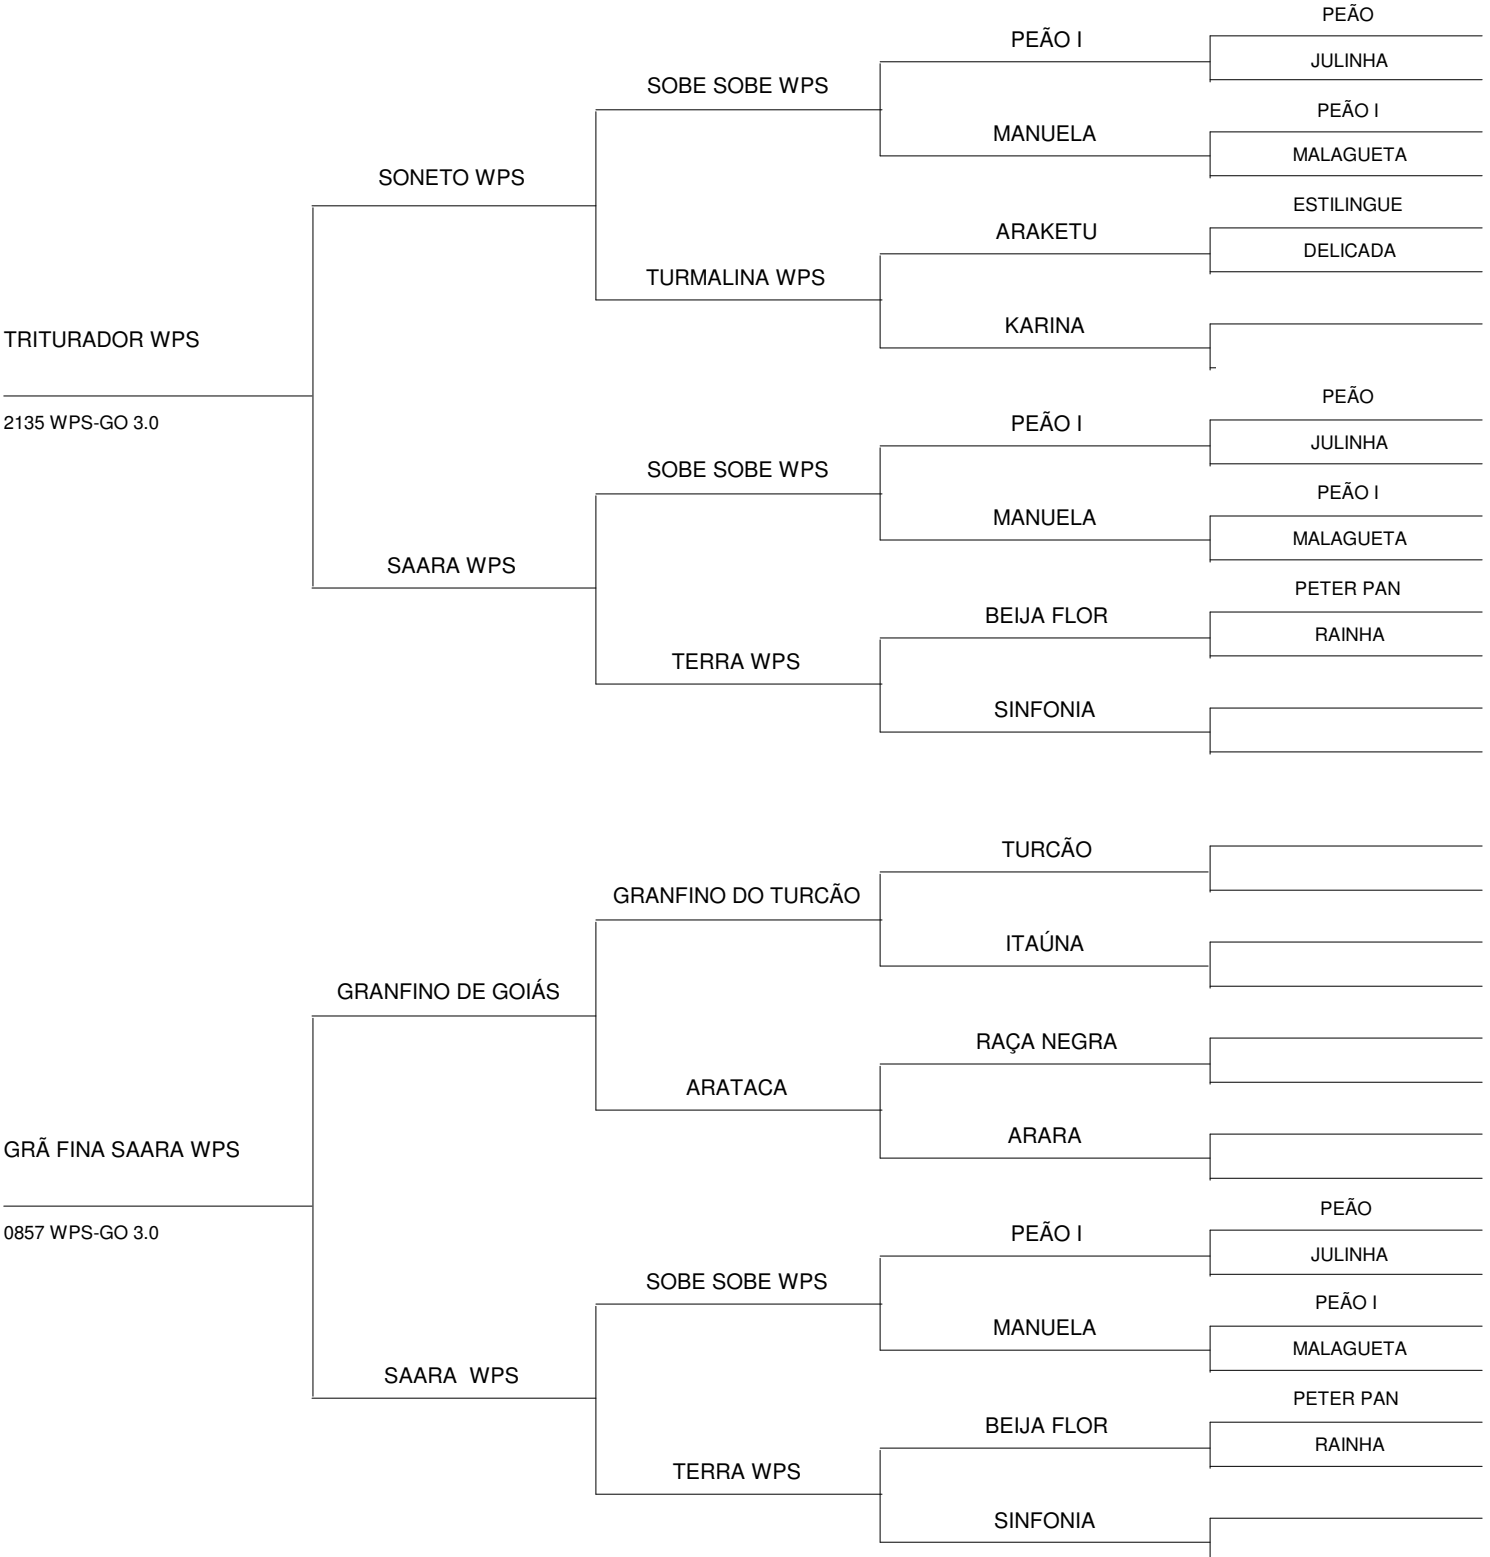 PEÃO
PEÃO I
JULINHA
SOBE SOBE WPS
PEÃO I
MANUELA
MALAGUETA
SONETO WPS
ESTILINGUE
ARAKETU
DELICADA
TURMALINA WPS
KARINA
TRITURADOR WPS
PEÃO
2135 WPS-GO 3.0
PEÃO I
JULINHA
SOBE SOBE WPS
PEÃO I
MANUELA
MALAGUETA
SAARA WPS
PETER PAN
BEIJA FLOR
RAINHA
TERRA WPS
SINFONIA
TURCÃO
GRANFINO DO TURCÃO
ITAÚNA
GRANFINO DE GOIÁS
RAÇA NEGRA
ARATACA
ARARA
GRÃ FINA SAARA WPS
PEÃO
0857 WPS-GO 3.0
PEÃO I
JULINHA
SOBE SOBE WPS
PEÃO I
MANUELA
MALAGUETA
SAARA  WPS
PETER PAN
BEIJA FLOR
RAINHA
TERRA WPS
SINFONIA